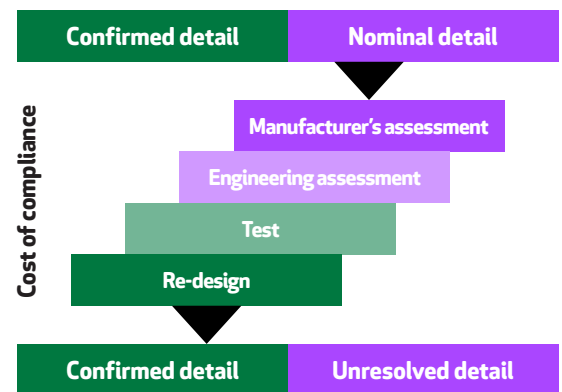 Confirmed detail
Nominal detail
Cost of compliance
Manufacturer's assessment
Engineering assessment
Test
Re-design
Confirmed detail
Unresolved detail